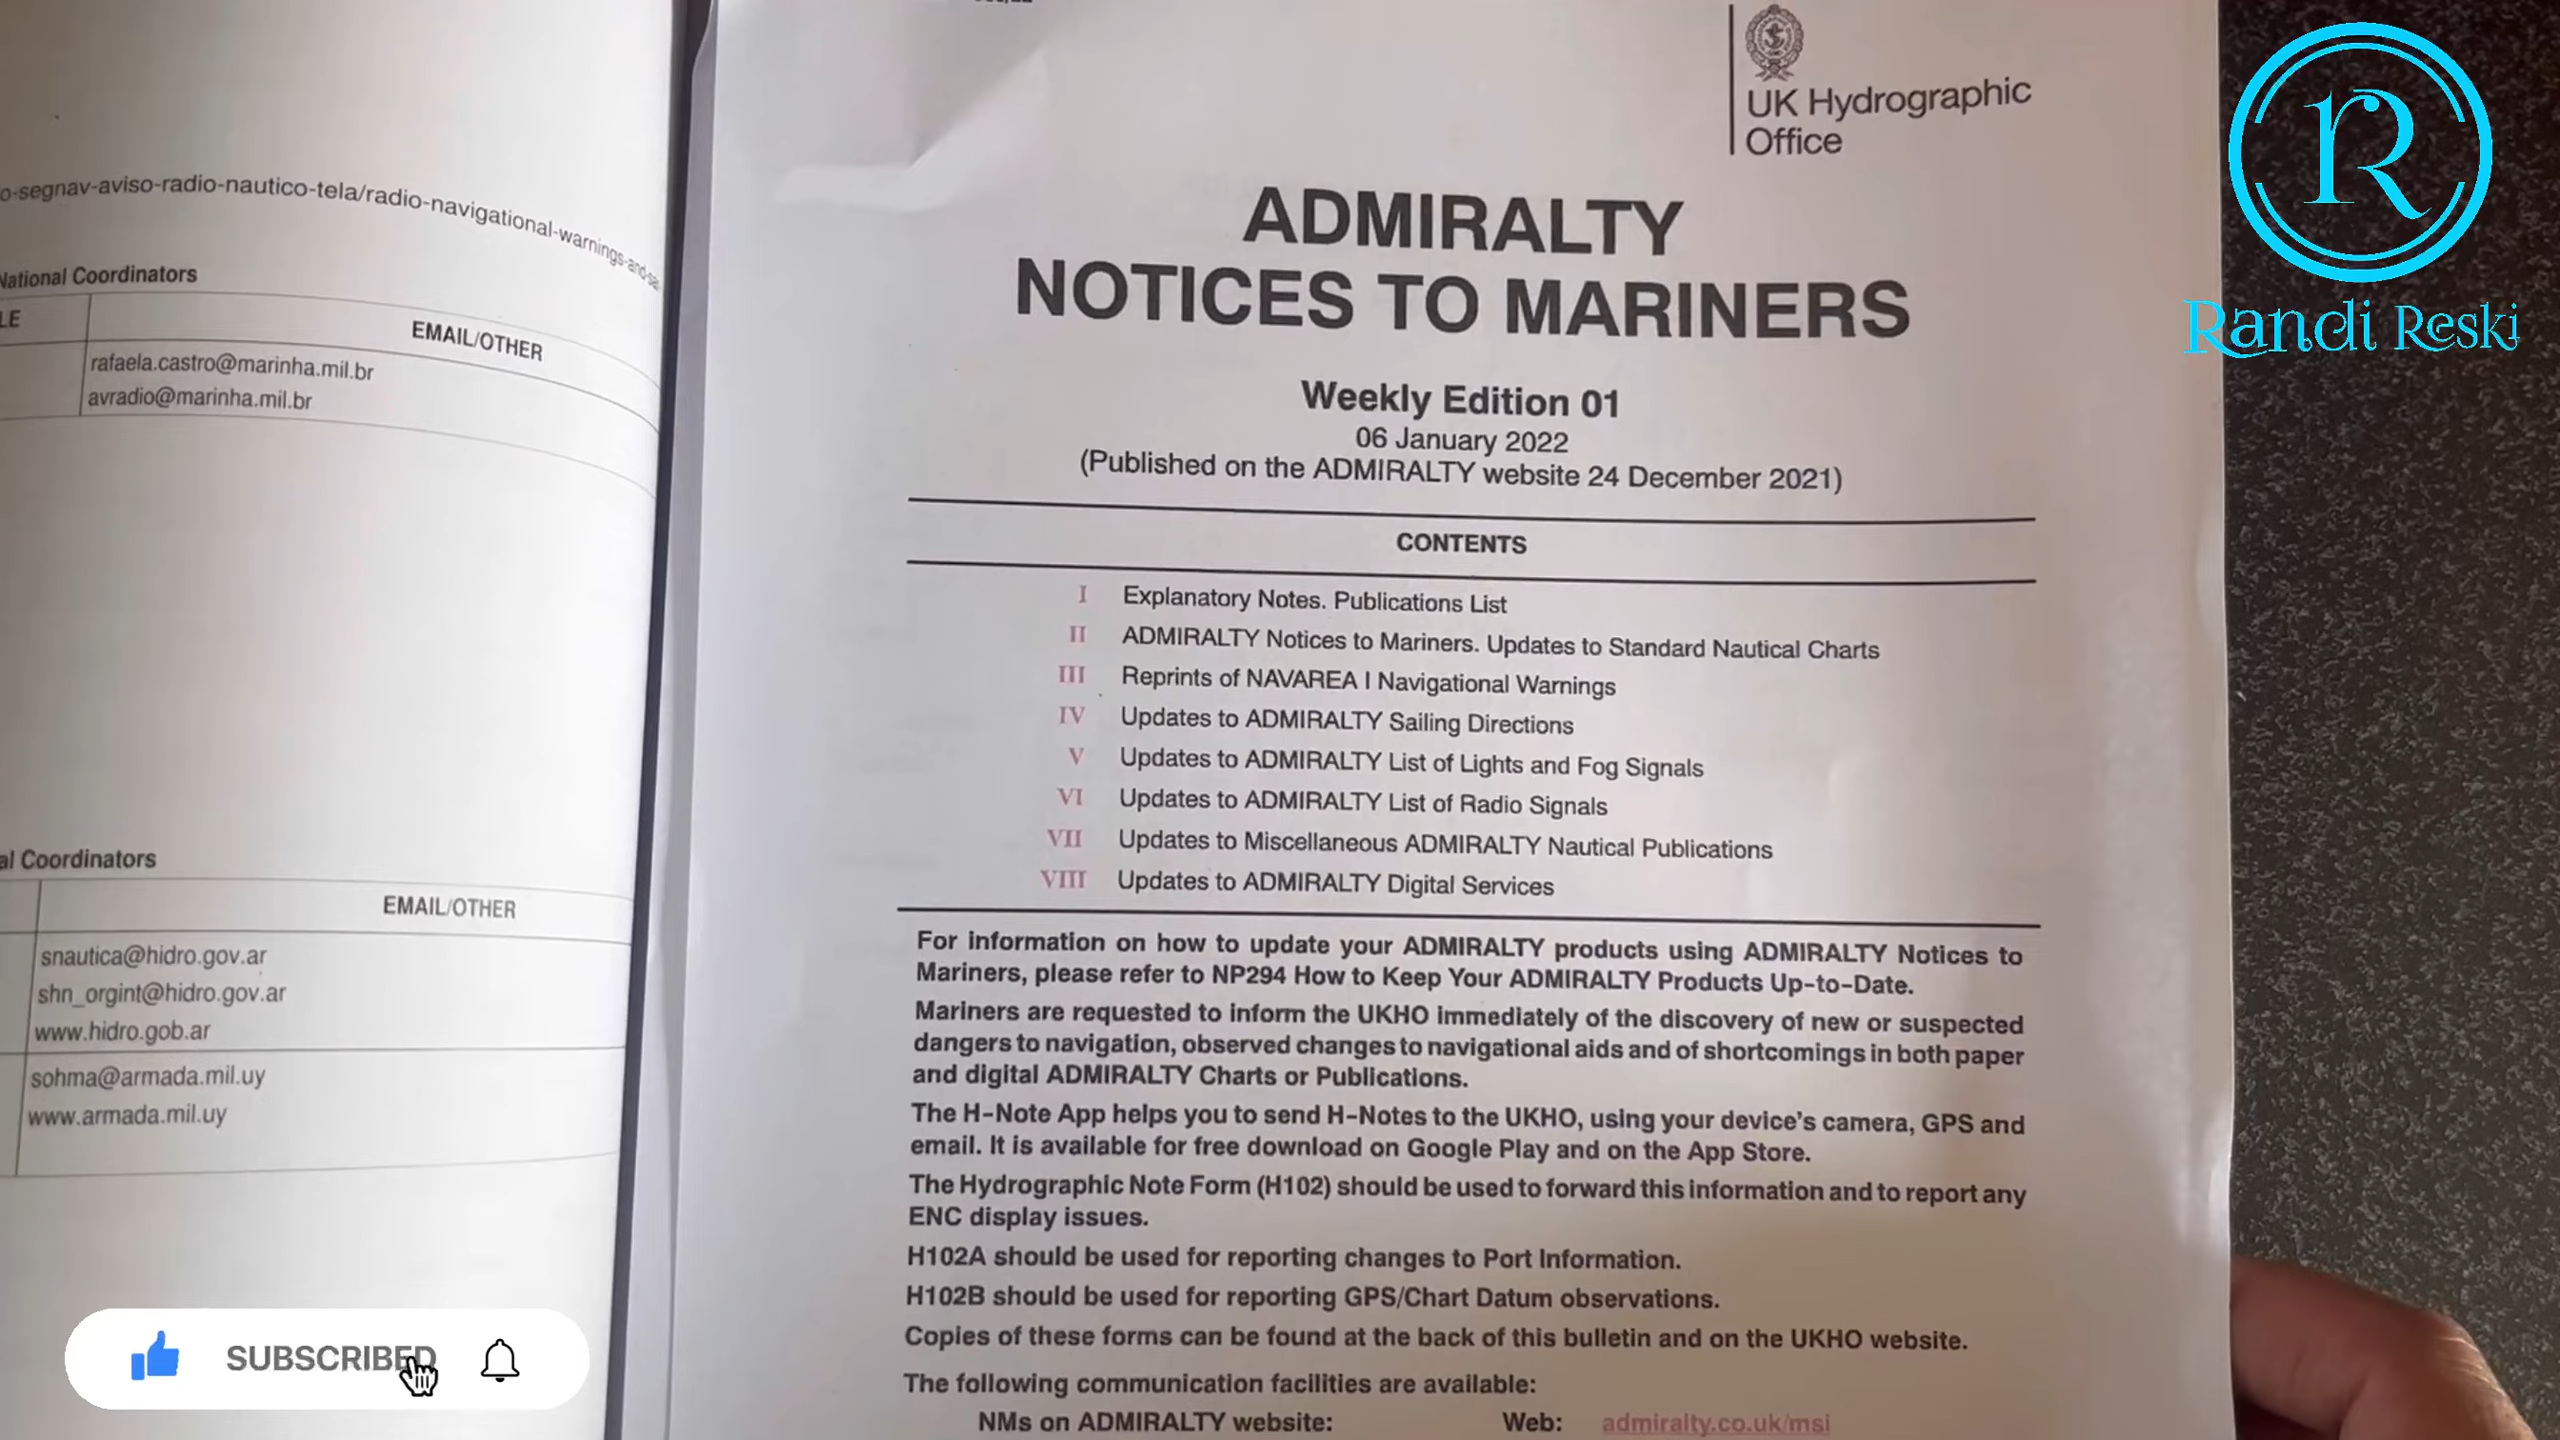 o-segnav-aviso-radio-nautico-tela/radio-navigational-warnings-and-sa
National Coordinators
LE
EMAIL/OTHER
rafaela.castro@marinha.mil.br
avradio@marinha.mil.br
al Coordinators
EMAIL/OTHER
snautica@hidro.gov.ar
shn_orgint@hidro.gov.ar
www.hidro.gob.ar
sohma@armada.mil.uy
www.armada.mil.uy
UK Hydrographic
Office
ADMIRALTY
NOTICES TO MARINERS
Weekly Edition 01
06 January 2022
(Published on the ADMIRALTY website 24 December 2021)
CONTENTS
I Explanatory Notes. Publications List
II ADMIRALTY Notices to Mariners. Updates to Standard Nautical Charts
III Reprints of NAVAREA I Navigational Warnings
IV Updates to ADMIRALTY Sailing Directions
V Updates to ADMIRALTY List of Lights and Fog Signals
VI Updates to ADMIRALTY List of Radio Signals
VII Updates to Miscellaneous ADMIRALTY Nautical Publications
VIII Updates to ADMIRALTY Digital Services
For information on how to update your ADMIRALTY products using ADMIRALTY Notices to
Mariners, please refer to NP294 How to Keep Your ADMIRALTY Products Up-to-Date.
Mariners are requested to inform the UKHO immediately of the discovery of new or suspected
dangers to navigation, observed changes to navigational aids and of shortcomings in both paper
and digital ADMIRALTY Charts or Publications.
The H-Note App helps you to send H-Notes to the UKHO, using your device's camera, GPS and
email. It is available for free download on Google Play and on the App Store.
The Hydrographic Note Form (H102) should be used to forward this information and to report any
ENC display issues.
H102A should be used for reporting changes to Port Information.
H102B should be used for reporting GPS/Chart Datum observations.
Copies of these forms can be found at the back of this bulletin and on the UKHO website.
The following communication facilities are available:
NMs on ADMIRALTY website: Web: admiralty.co.uk/msi
R
Randi Reski
SUBSCRIBED